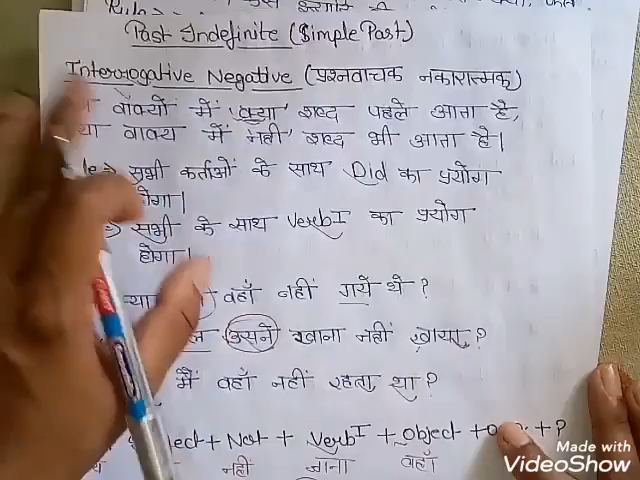 Rule
Past Indefinite (Simple Past)
Interrogative Negative (प्रश्नवाचक नकारात्मक)
वाक्यों में 'क्या' शब्द पहले आता है,
वाक्य में 'नहीं' शब्द भी आता है।
सभी कर्ताओं के साथ Did का प्रयोग
होगा।
सभी के साथ Verb I का प्रयोग
होगा।
वहाँ नहीं गये थे ?
उसने खाना नहीं खाया ?
मैं वहाँ नहीं रहता था ?
+ Not + Verb I + Object + + ?
नहीं जाना वहाँ
Made with
VideoShow